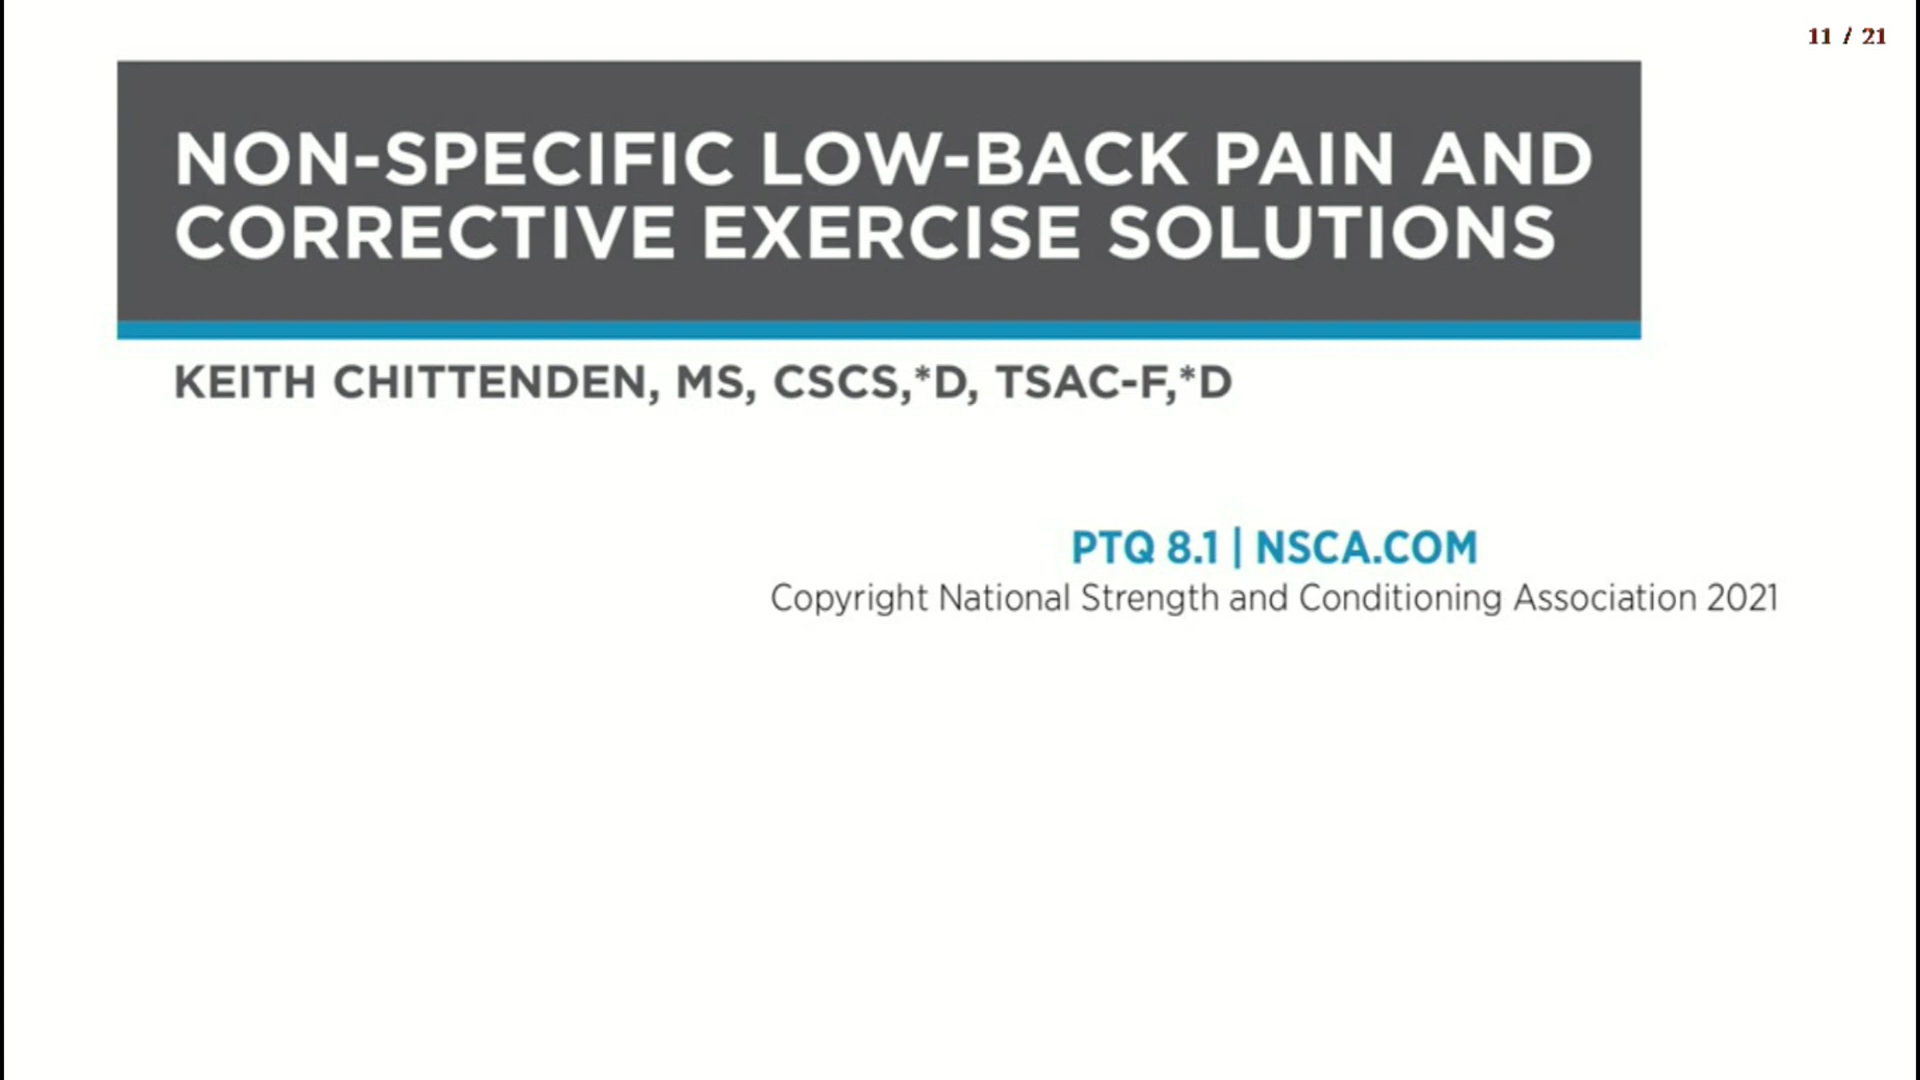 11 / 21
NON-SPECIFIC LOW-BACK PAIN AND
CORRECTIVE EXERCISE SOLUTIONS
KEITH CHITTENDEN, MS, CSCS,*D, TSAC-F,*D
PTQ 8.1 | NSCA.COM
Copyright National Strength and Conditioning Association 2021